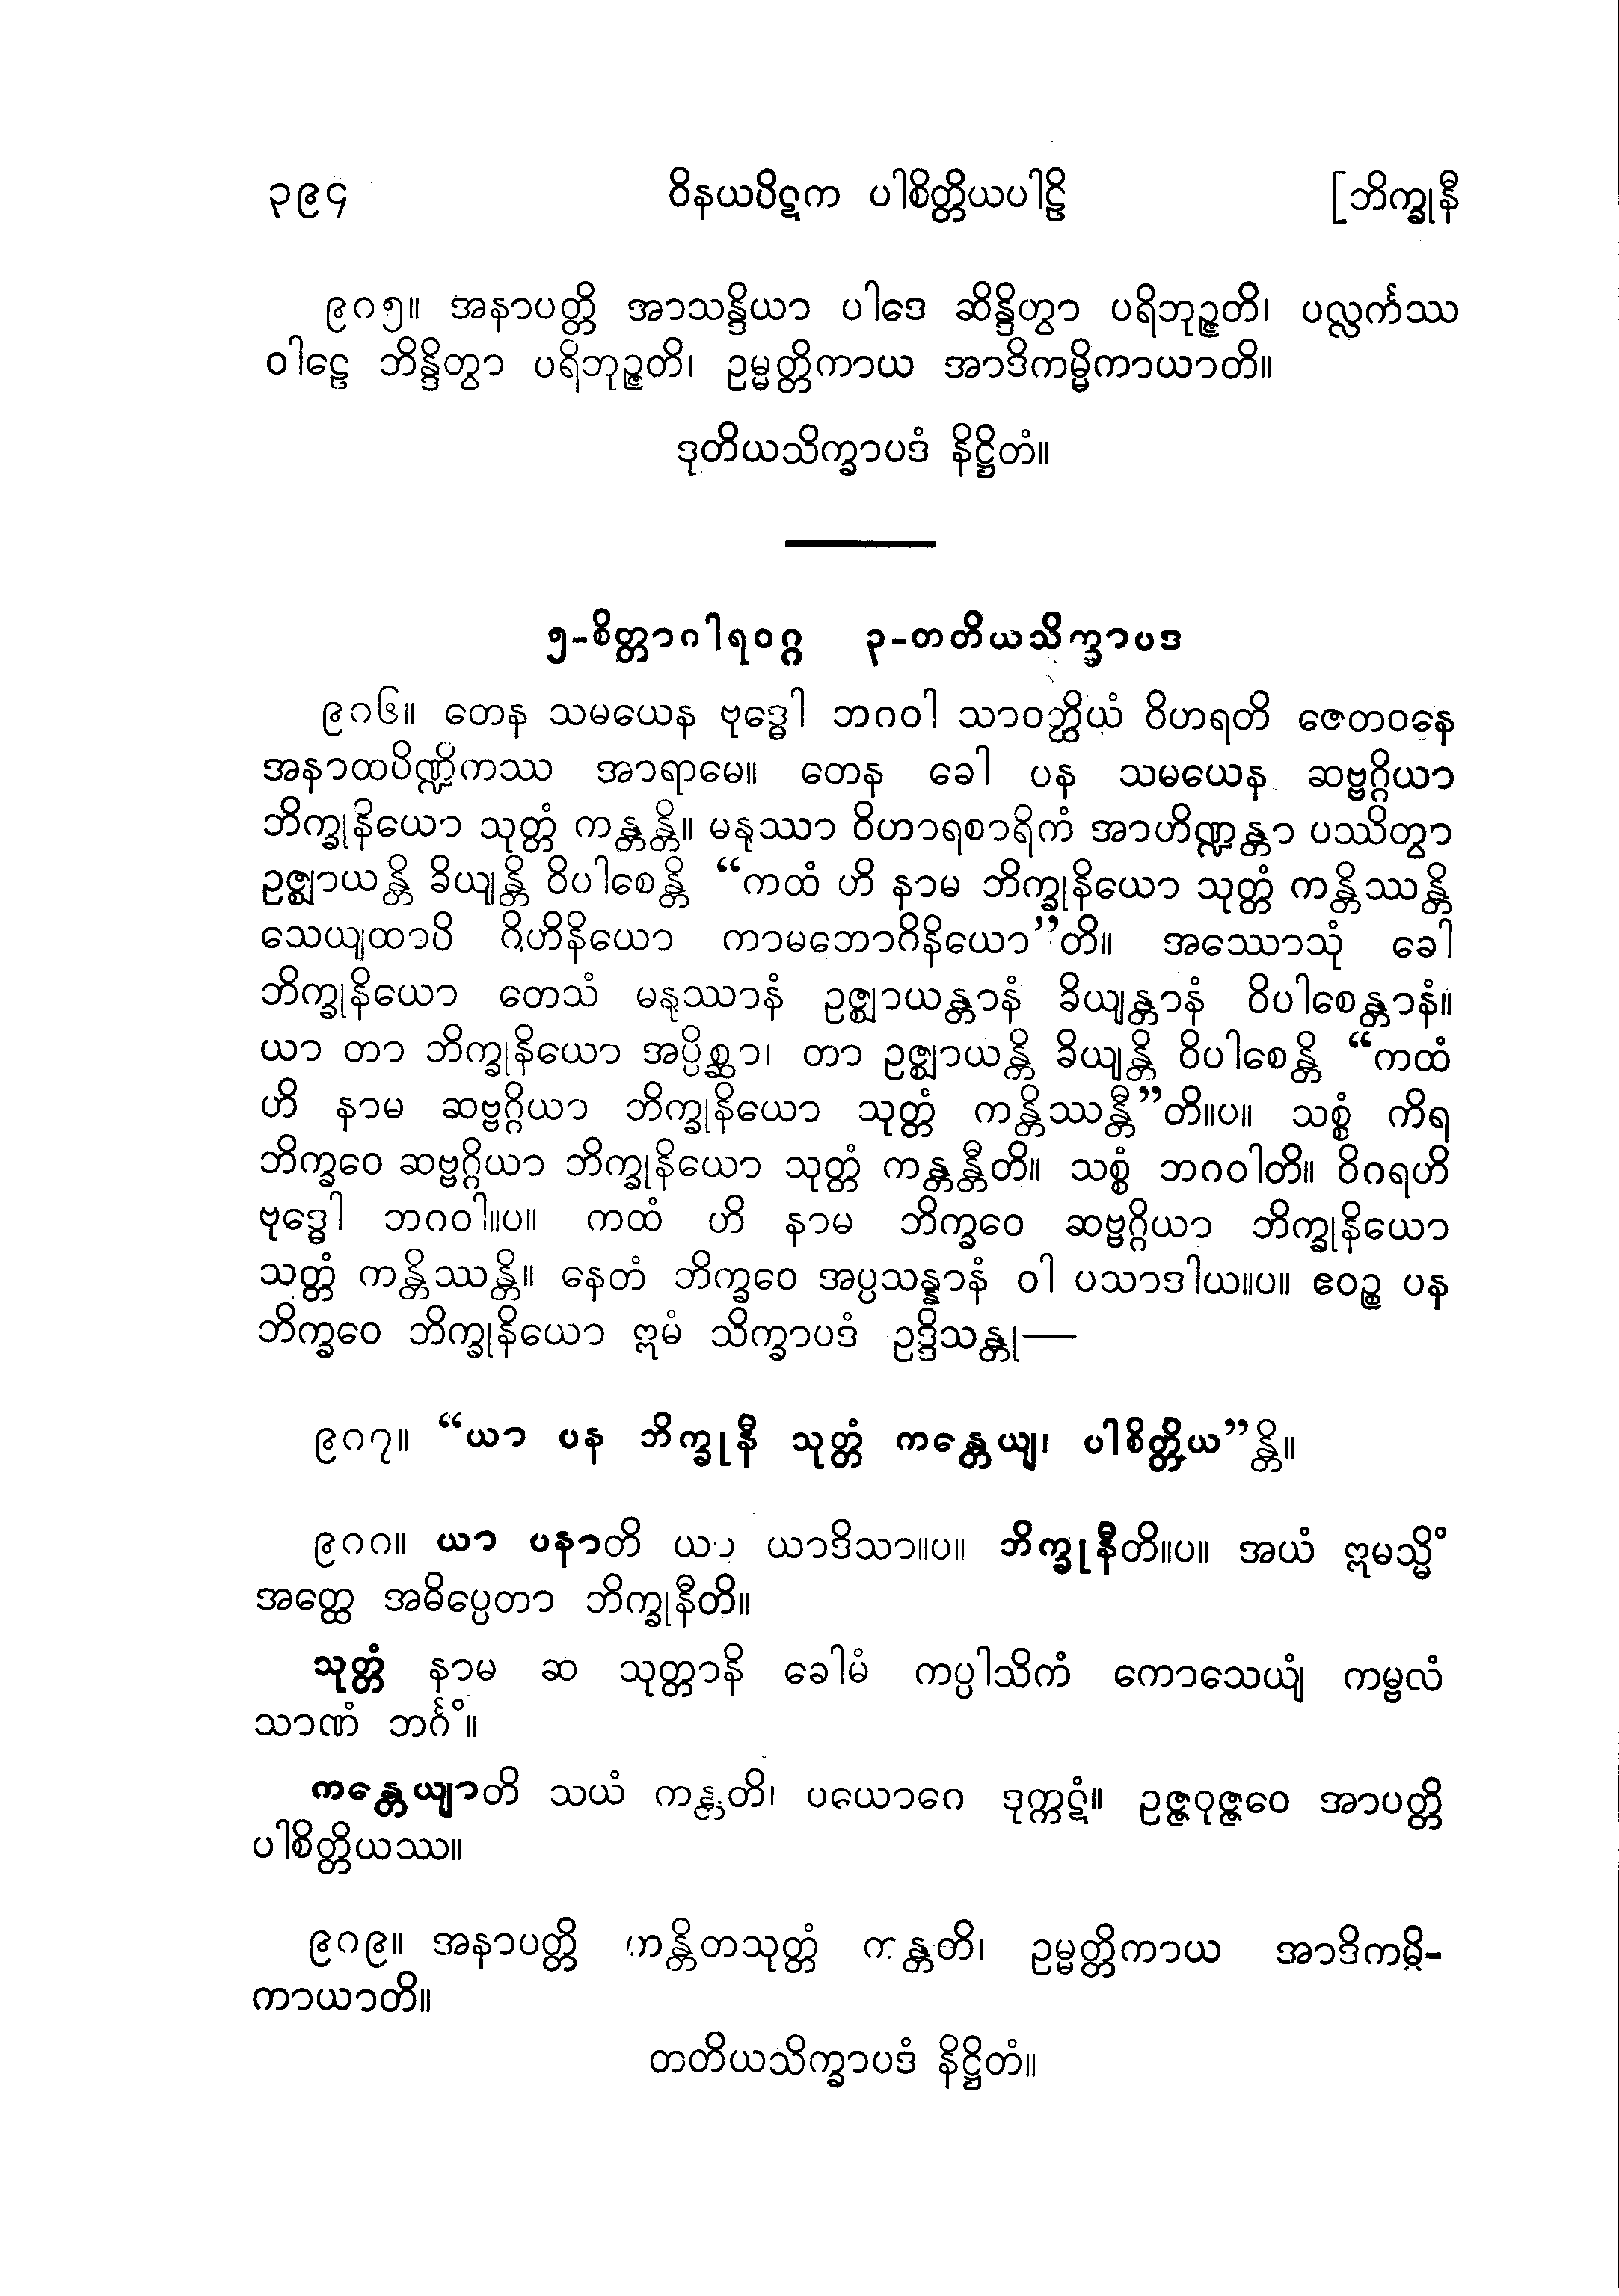 ၃၉၄ ဝိနယပိဋက ပါစိတ္တိယပါဠိ [ဘိက္ခုနီ
၉၈၅။ အနာပတ္တိ အာသန္ဒိယာ ပါဒေ ဆိန္ဒိတွာ ပရိဘုဉ္ဇတိ၊ ပလ္လင်္ကဿ
ဝါဠေ ဘိန္ဒိတွာ ပရိဘုဉ္ဇတိ၊ ဥမ္မတ္တိကာယ အာဒိကမ္မိကာယာတိ။
ဒုတိယသိက္ခာပဒံ နိဋ္ဌိတံ။
၅-စိတ္တာဂါရဝဂ္ဂ ၃-တတိယသိက္ခာပဒ
၉၈၆။ တေန သမယေန ဗုဒ္ဓေါ ဘဂဝါ သာဝတ္ထိယံ ဝိဟရတိ ဇေတဝနေ
အနာထပိဏ္ဍိကဿ အာရာမေ။ တေန ခေါ ပန သမယေန ဆဗ္ဗဂ္ဂိယာ
ဘိက္ခုနိယော သုတ္တံ ကန္တန္တိ။ မနုဿာ ဝိဟာရစာရိကံ အာဟိဏ္ဍန္တာ ပဿိတွာ
ဥဇ္ဈာယန္တိ ခိယျန္တိ ဝိပါစေန္တိ “ကထံ ဟိ နာမ ဘိက္ခုနိယော သုတ္တံ ကန္တိဿန္တိ
သေယျထာပိ ဂိဟိနိယော ကာမဘောဂိနိယော”တိ။ အဿောသုံ ခေါ
ဘိက္ခုနိယော တေသံ မနုဿာနံ ဥဇ္ဈာယန္တာနံ ခိယျန္တာနံ ဝိပါစေန္တာနံ။
ယာ တာ ဘိက္ခုနိယော အပ္ပိစ္ဆာ၊ တာ ဥဇ္ဈာယန္တိ ခိယျန္တိ ဝိပါစေန္တိ “ကထံ
ဟိ နာမ ဆဗ္ဗဂ္ဂိယာ ဘိက္ခုနိယော သုတ္တံ ကန္တိဿန္တီ”တိ။ပ။ သစ္စံ ကိရ
ဘိက္ခဝေ ဆဗ္ဗဂ္ဂိယာ ဘိက္ခုနိယော သုတ္တံ ကန္တန္တီတိ။ သစ္စံ ဘဂဝါတိ။ ဝိဂရဟိ
ဗုဒ္ဓေါ ဘဂဝါ။ပ။ ကထံ ဟိ နာမ ဘိက္ခဝေ ဆဗ္ဗဂ္ဂိယာ ဘိက္ခုနိယော
သတ္တံ ကန္တိဿန္တိ။ နေတံ ဘိက္ခဝေ အပ္ပသန္နာနံ ဝါ ပသာဒါယ။ပ။ ဧဝဉ္စ ပန
ဘိက္ခဝေ ဘိက္ခုနိယော ဣမံ သိက္ခာပဒံ ဥဒ္ဒိသန္တု—
၉၈၇။ “ယာ ပန ဘိက္ခုနီ သုတ္တံ ကန္တေယျ၊ ပါစိတ္တိယ”န္တိ။
၉၈၈။ ယာ ပနာတိ ယာ ယာဒိသာ။ပ။ ဘိက္ခုနီတိ။ပ။ အယံ ဣမသ္မိံ
အတ္ထေ အဓိပ္ပေတာ ဘိက္ခုနီတိ။
သုတ္တံ နာမ ဆ သုတ္တာနိ ခေါမံ ကပ္ပါသိကံ ကောသေယျံ ကမ္ဗလံ
သာဏံ ဘင်္ဂံ။
ကန္တေယျာတိ သယံ ကန္တတိ၊ ပယောဂေ ဒုက္ကဋံ။ ဥဇ္ဇဝုဇ္ဇဝေ အာပတ္တိ
ပါစိတ္တိယဿ။
၉၈၉။ အနာပတ္တိ ကန္တိတသုတ္တံ ကန္တတိ၊ ဥမ္မတ္တိကာယ အာဒိကမ္မိ-
ကာယာတိ။
တတိယသိက္ခာပဒံ နိဋ္ဌိတံ။